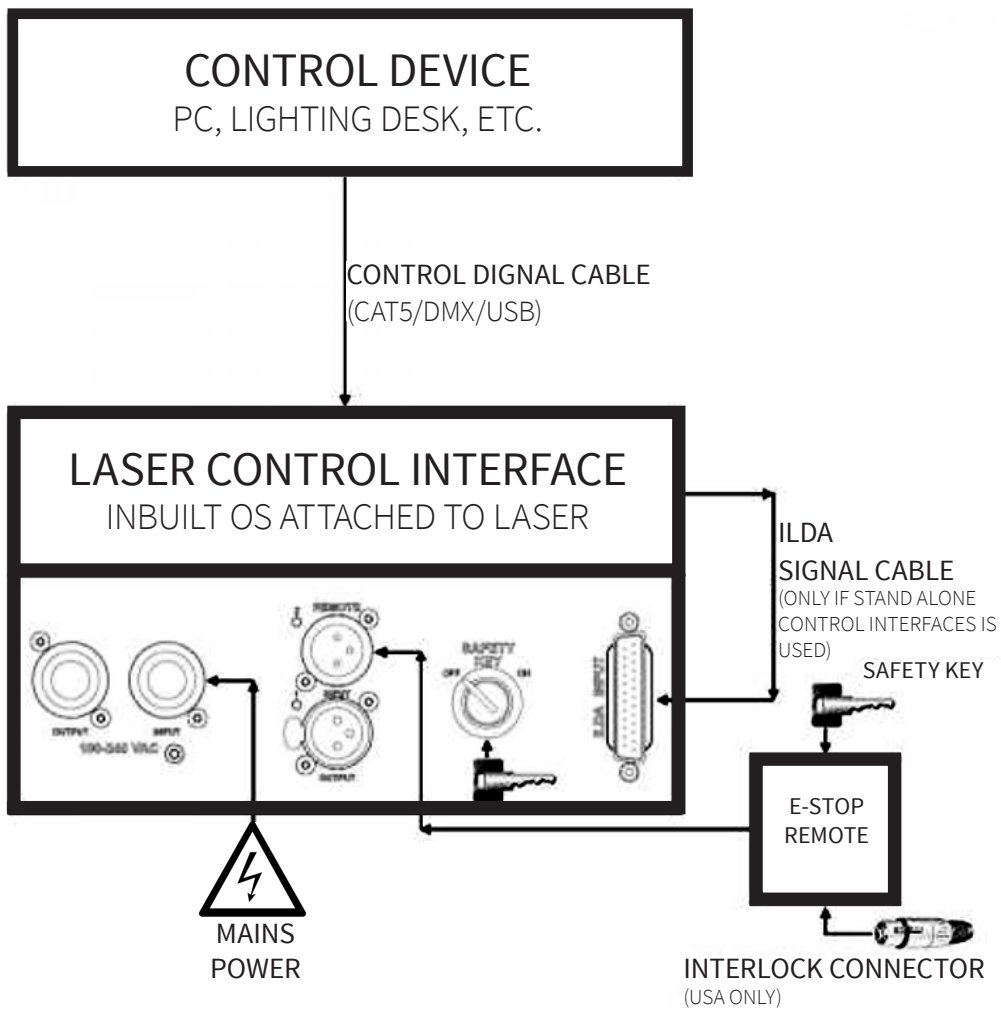 CONTROL DEVICE
PC, LIGHTING DESK, ETC.
CONTROL DIGNAL CABLE
(CAT5/DMX/USB)
LASER CONTROL INTERFACE
INBUILT OS ATTACHED TO LASER
ILDA
SIGNAL CABLE
(ONLY IF STAND ALONE
CONTROL INTERFACES IS
USED)
SAFETY KEY
REMOTE
SAFETY
KEY
OFF
ON
ILDA INPUT
OUTPUT
INPUT
100-240 VAC
OUTPUT
E-STOP
REMOTE
MAINS
POWER
INTERLOCK CONNECTOR
(USA ONLY)